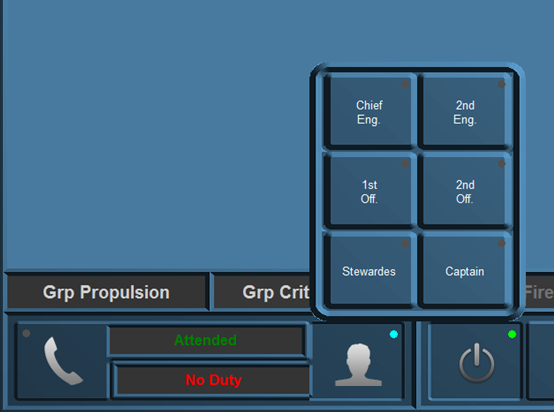 Chief
Eng.
2nd
Eng.
1st
Off.
2nd
Off.
Stewardes
Captain
Grp Propulsion
Grp Crit
Fire
Attended
No Duty